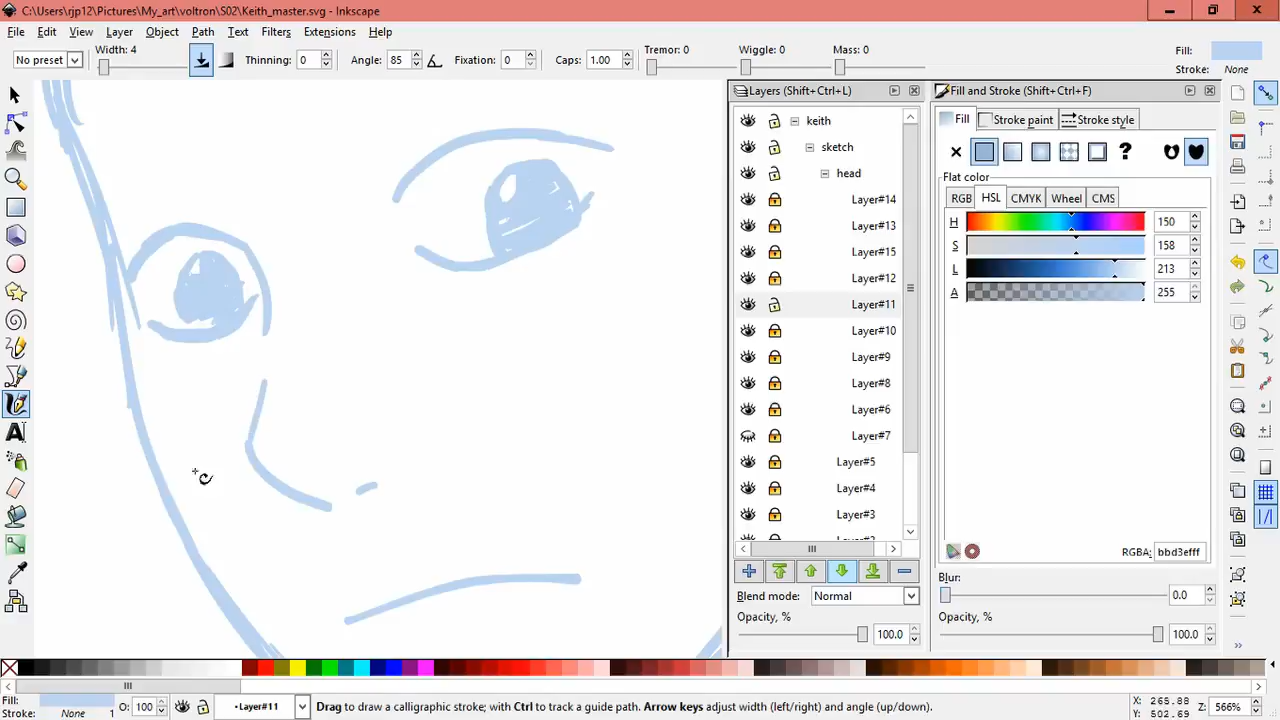 C:\Users\rjp12\Pictures\My_art\voltron\S02\Keith_master.svg - Inkscape
File Edit View Layer Object Path Text Filters Extensions Help
No preset Width: 4 Thinning: 0 Angle: 85 Fixation: 0 Caps: 1.00 Tremor: 0 Wiggle: 0 Mass: 0 Fill:
Stroke: None
Layers (Shift+Ctrl+L) Fill and Stroke (Shift+Ctrl+F)
keith
sketch
head
Layer#14
Layer#13
Layer#15
Layer#12
Layer#11
Layer#10
Layer#9
Layer#8
Layer#6
Layer#7
Layer#5
Layer#4
Layer#3
Blend mode: Normal
Opacity, %
100.0
Fill Stroke paint Stroke style
?
Flat color
RGB HSL CMYK Wheel CMS
H 150
S 158
L 213
A 255
RGBA: bbd3efff
Blur:
0.0
Opacity, %
100.0
Fill: O: 100 •Layer#11 Drag to draw a calligraphic stroke; with Ctrl to track a guide path. Arrow keys adjust width (left/right) and angle (up/down). X: 265.88 Z: 566%
Stroke: None 1 Y: 502.69